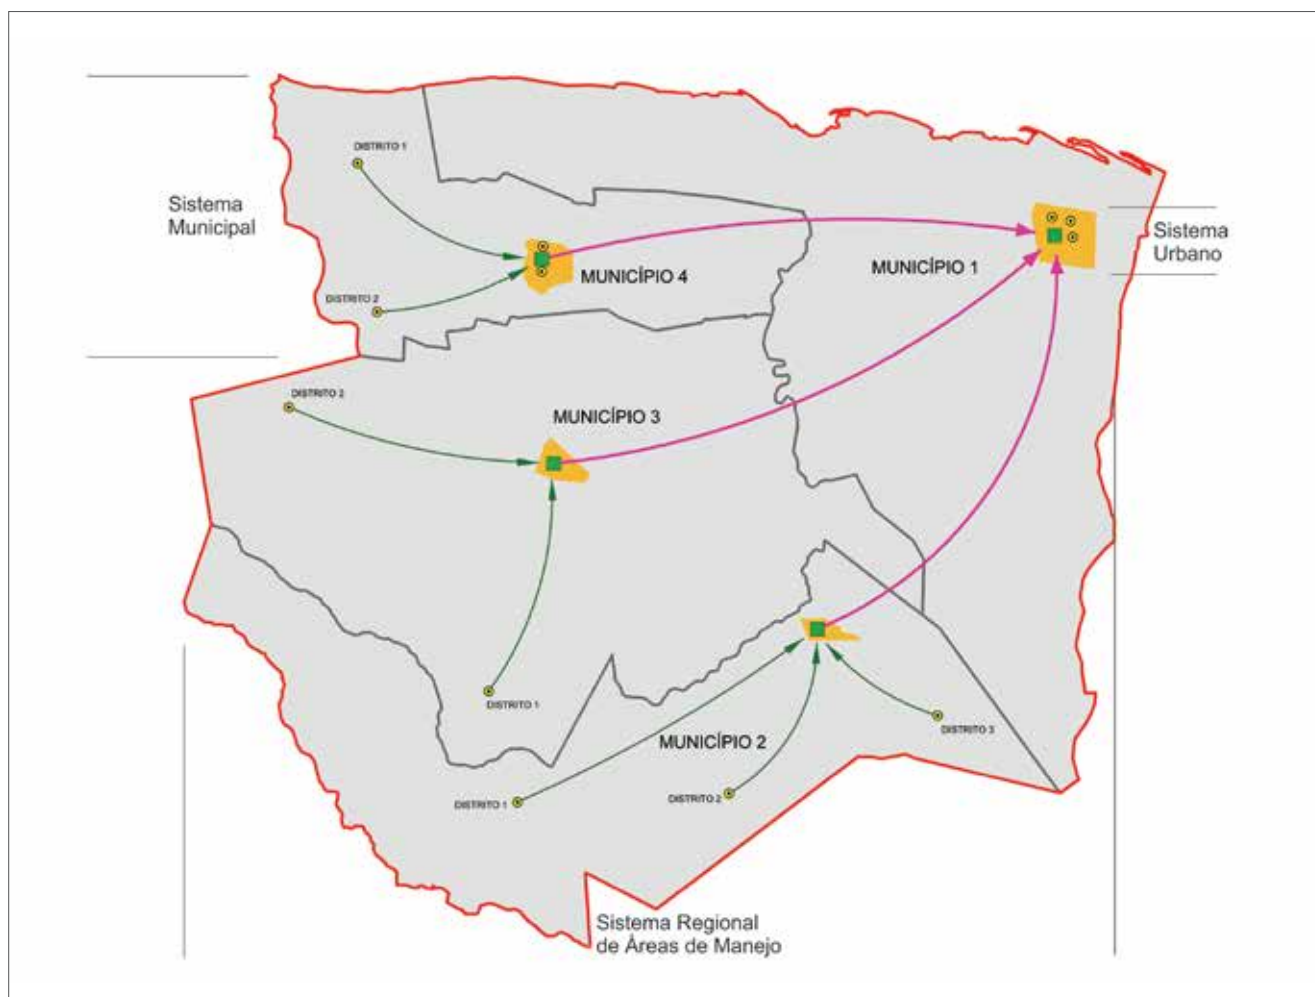 DISTRITO 1
Sistema
Municipal
Sistema
Urbano
MUNICÍPIO 1
MUNICÍPIO 4
DISTRITO 2
DISTRITO 2
MUNICÍPIO 3
DISTRITO 1
DISTRITO 3
MUNICÍPIO 2
DISTRITO 2
DISTRITO 1
Sistema Regional
de Áreas de Manejo